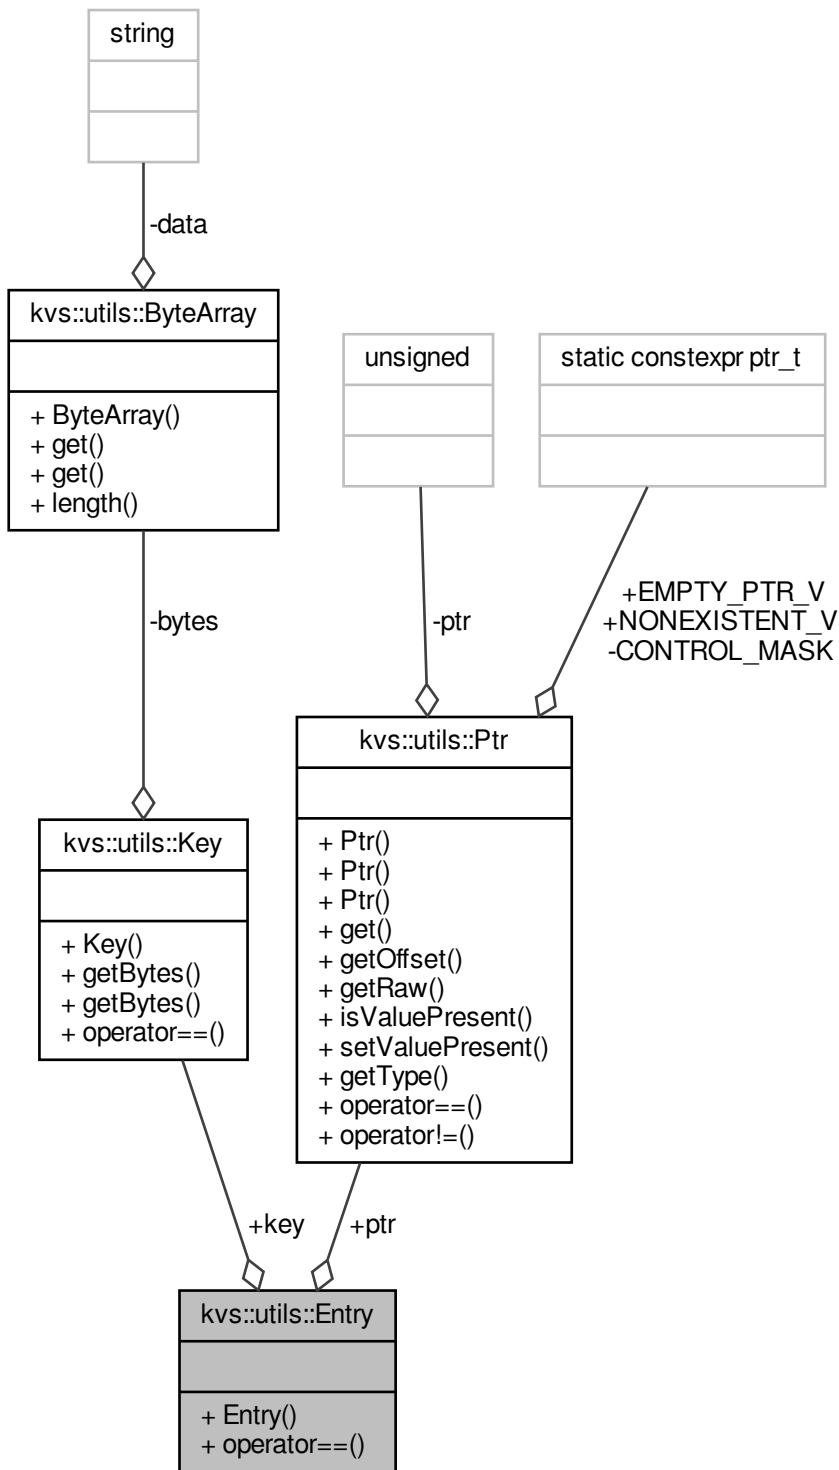 string
-data
kvs::utils::ByteArray
+ ByteArray()
+ get()
+ get()
+ length()
unsigned
static constexpr ptr_t
-bytes
-ptr
+EMPTY_PTR_V
+NONEXISTENT_V
-CONTROL_MASK
kvs::utils::Key
+ Key()
+ getBytes()
+ getBytes()
+ operator==()
kvs::utils::Ptr
+ Ptr()
+ Ptr()
+ Ptr()
+ get()
+ getOffset()
+ getRaw()
+ isValuePresent()
+ setValuePresent()
+ getType()
+ operator==()
+ operator!=()
+key
+ptr
kvs::utils::Entry
+ Entry()
+ operator==()